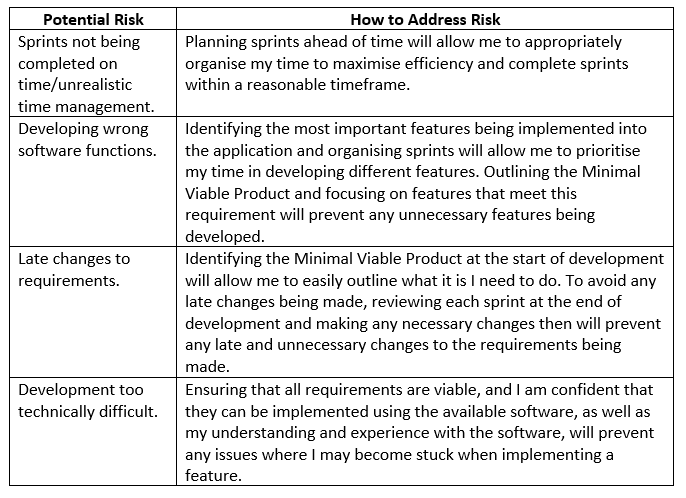 Potential Risk
How to Address Risk
Sprints not being
completed on
time/unrealistic
time management.
Planning sprints ahead of time will allow me to appropriately
organise my time to maximise efficiency and complete sprints
within a reasonable timeframe.
Developing wrong
software functions.
Identifying the most important features being implemented into
the application and organising sprints will allow me to prioritise
my time in developing different features. Outlining the Minimal
Viable Product and focusing on features that meet this
requirement will prevent any unnecessary features being
developed.
Late changes to
requirements.
Identifying the Minimal Viable Product at the start of development
will allow me to easily outline what it is I need to do. To avoid any
late changes being made, reviewing each sprint at the end of
development and making any necessary changes then will prevent
any late and unnecessary changes to the requirements being
made.
Development too
technically difficult.
Ensuring that all requirements are viable, and I am confident that
they can be implemented using the available software, as well as
my understanding and experience with the software, will prevent
any issues where I may become stuck when implementing a
feature.